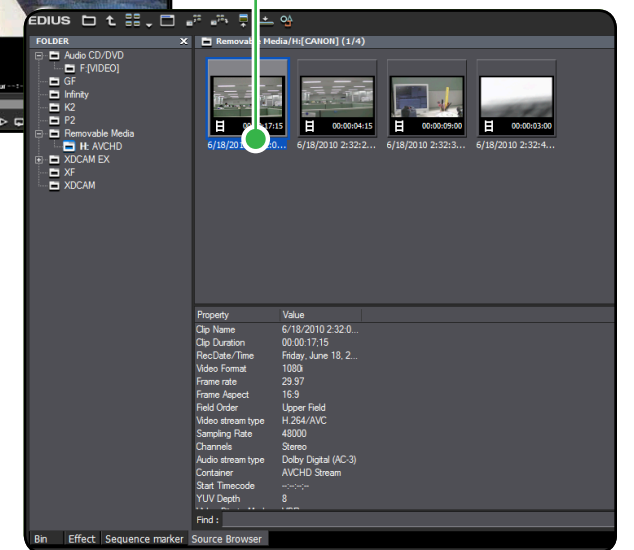 EDIUS
FOLDER X
Audio CD/DVD
F:[VIDEO]
GF
Infinity
K2
P2
Removable Media
H: AVCHD
XDCAM EX
XF
XDCAM
Removable Media/H:[CANON] (1/4)
17:15
00:00:04:15
00:00:09:00
00:00:03:00
6/18/20
6/18/2010 2:32:2...
6/18/2010 2:32:3...
6/18/2010 2:32:4...
Property Value
Clip Name 6/18/2010 2:32:0...
Clip Duration 00:00:17;15
RecDate/Time Friday, June 18, 2...
Video Format 1080i
Frame rate 29.97
Frame Aspect 16:9
Field Order Upper Field
Video stream type H.264/AVC
Sampling Rate 48000
Channels Stereo
Audio stream type Dolby Digital (AC-3)
Container AVCHD Stream
Start Timecode --:--:--;--
YUV Depth 8
Find :
Bin Effect Sequence marker Source Browser